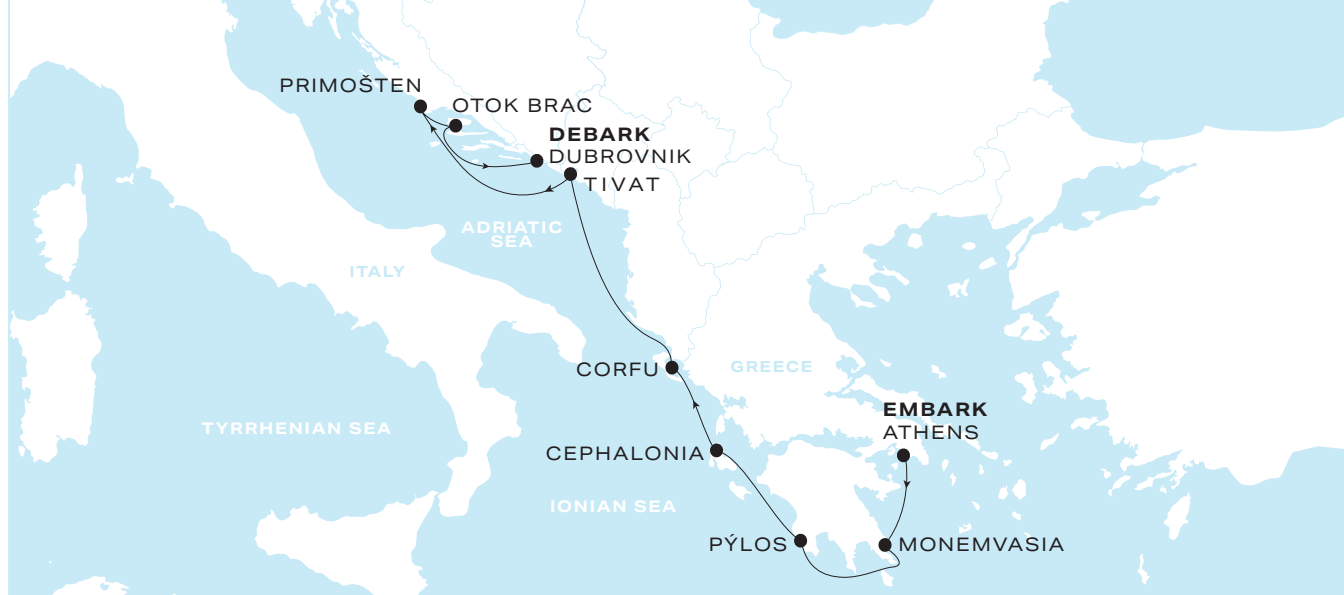 PRIMOŠTEN
OTOK BRAC
DEBARK
DUBROVNIK
TIVAT
ADRIATIC
SEA
ITALY
CORFU
GREECE
EMBARK
ATHENS
TYRRHENIAN SEA
CEPHALONIA
IONIAN SEA
PÝLOS
MONEMVASIA